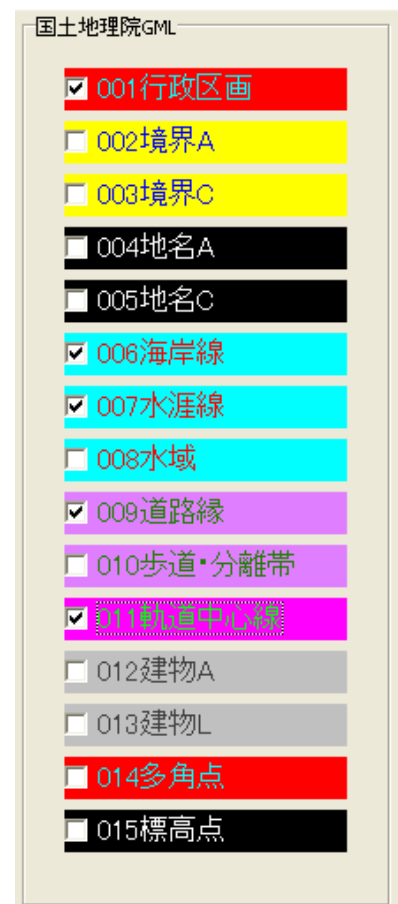 国土地理院GML
001行政区画
002境界A
003境界C
004地名A
005地名C
006海岸線
007水涯線
008水域
009道路縁
010歩道・分離帯
011軌道中心線
012建物A
013建物L
014多角点
015標高点